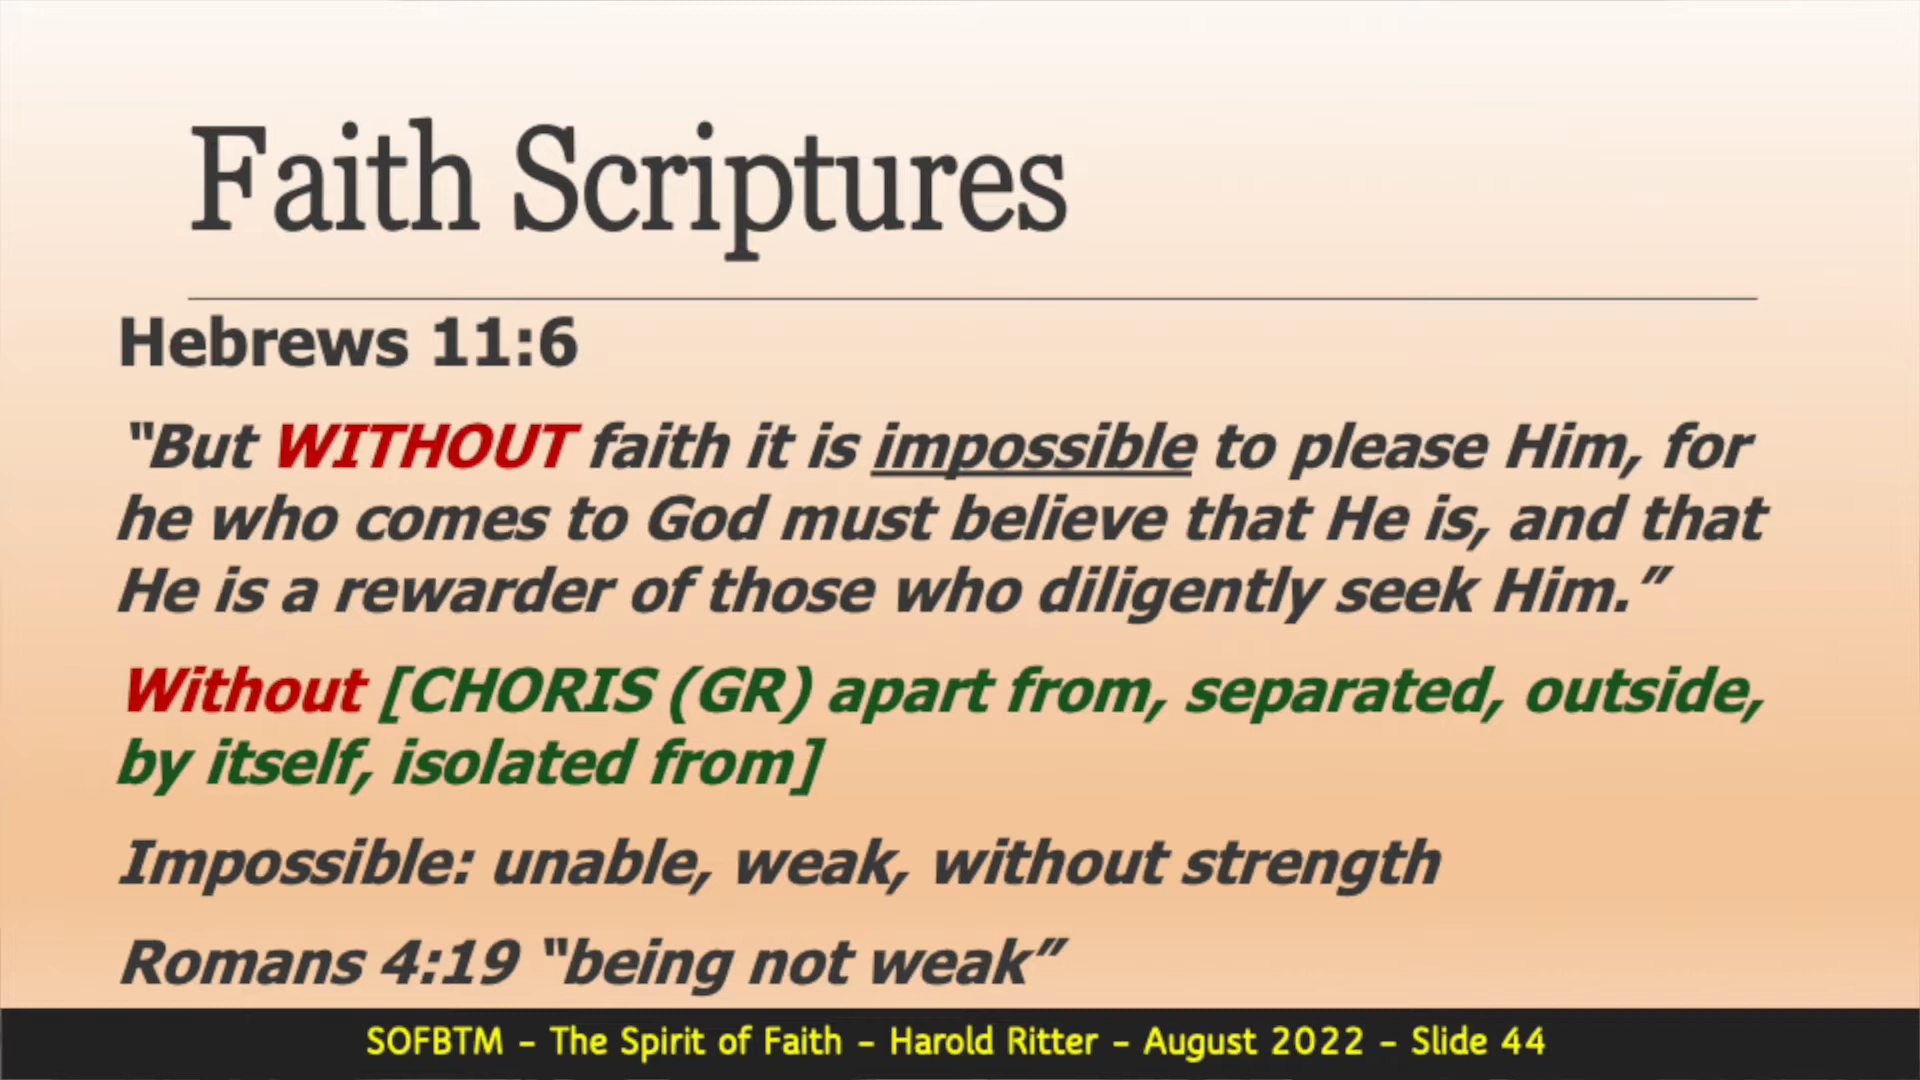 Faith Scriptures
Hebrews 11:6
“But WITHOUT faith it is impossible to please Him, for
he who comes to God must believe that He is, and that
He is a rewarder of those who diligently seek Him.”
Without [CHORIS (GR) apart from, separated, outside,
by itself, isolated from]
Impossible: unable, weak, without strength
Romans 4:19 “being not weak”
SOFBTM – The Spirit of Faith – Harold Ritter – August 2022 – Slide 44